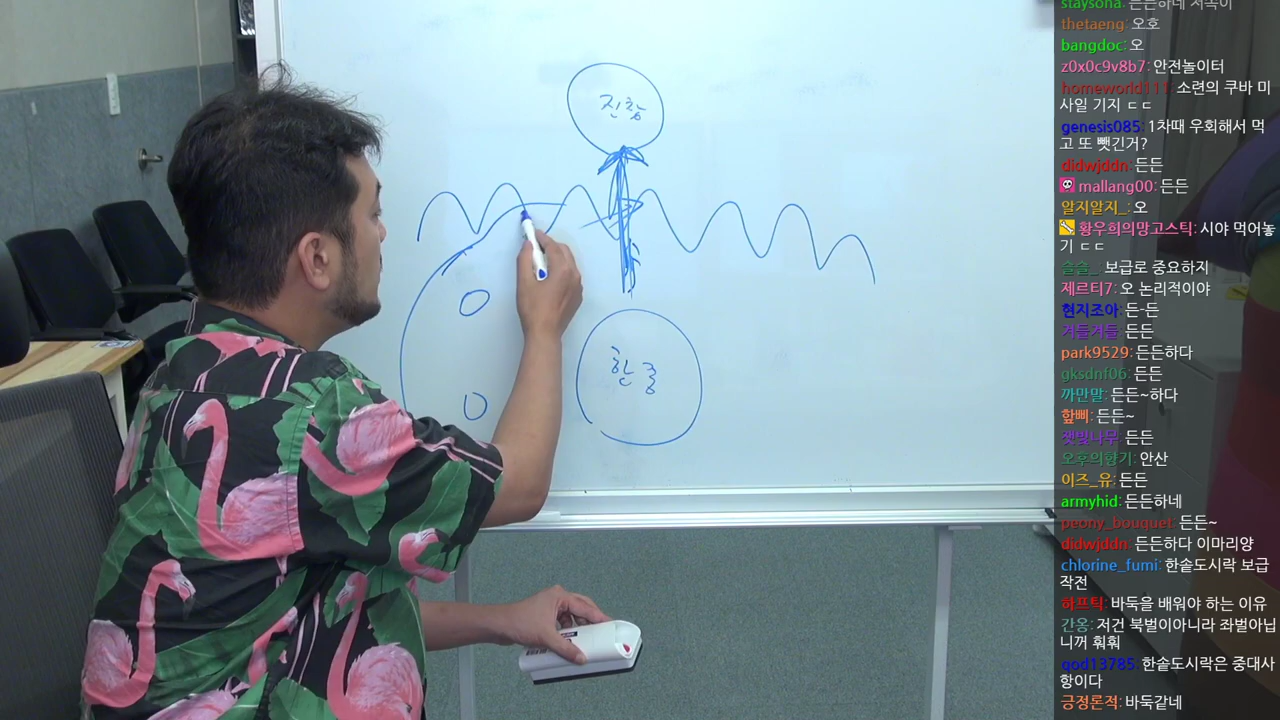 진창
한중
staysona: 든든하네 저쪽이
thetaeng: 오호
bangdoc: 오
z0x0c9v8b7: 안전놀이터
homeworld111: 소련의 쿠바 미
사일 기지 ㄷㄷ
genesis085: 1차때 우회해서 먹
고 또 뺏긴거?
didwjddn: 든든
mallang00: 든든
알지알지_: 오
황우희의망고스틱: 시야 먹어놓
기 ㄷㄷ
슬슬_: 보급로 중요하지
제르티7: 오 논리적이야
현지조아: 든-든
겨들겨들: 든든
park9529: 든든하다
gksdnf06: 든든
까만말: 든든~하다
핲삐: 든든~
잿빛나무: 든든
오후의향기: 안산
이즈_유: 든든
armyhid: 든든하네
peony_bouquet: 든든~
didwjddn: 든든하다 이마리양
chlorine_fumi: 한솥도시락 보급
작전
하프틱: 바둑을 배워야 하는 이유
간옹: 저건 북벌이아니라 좌벌아닙
니꺼 훠훠
qod13785: 한솥도시락은 중대사
항이다
긍정론적: 바둑같네